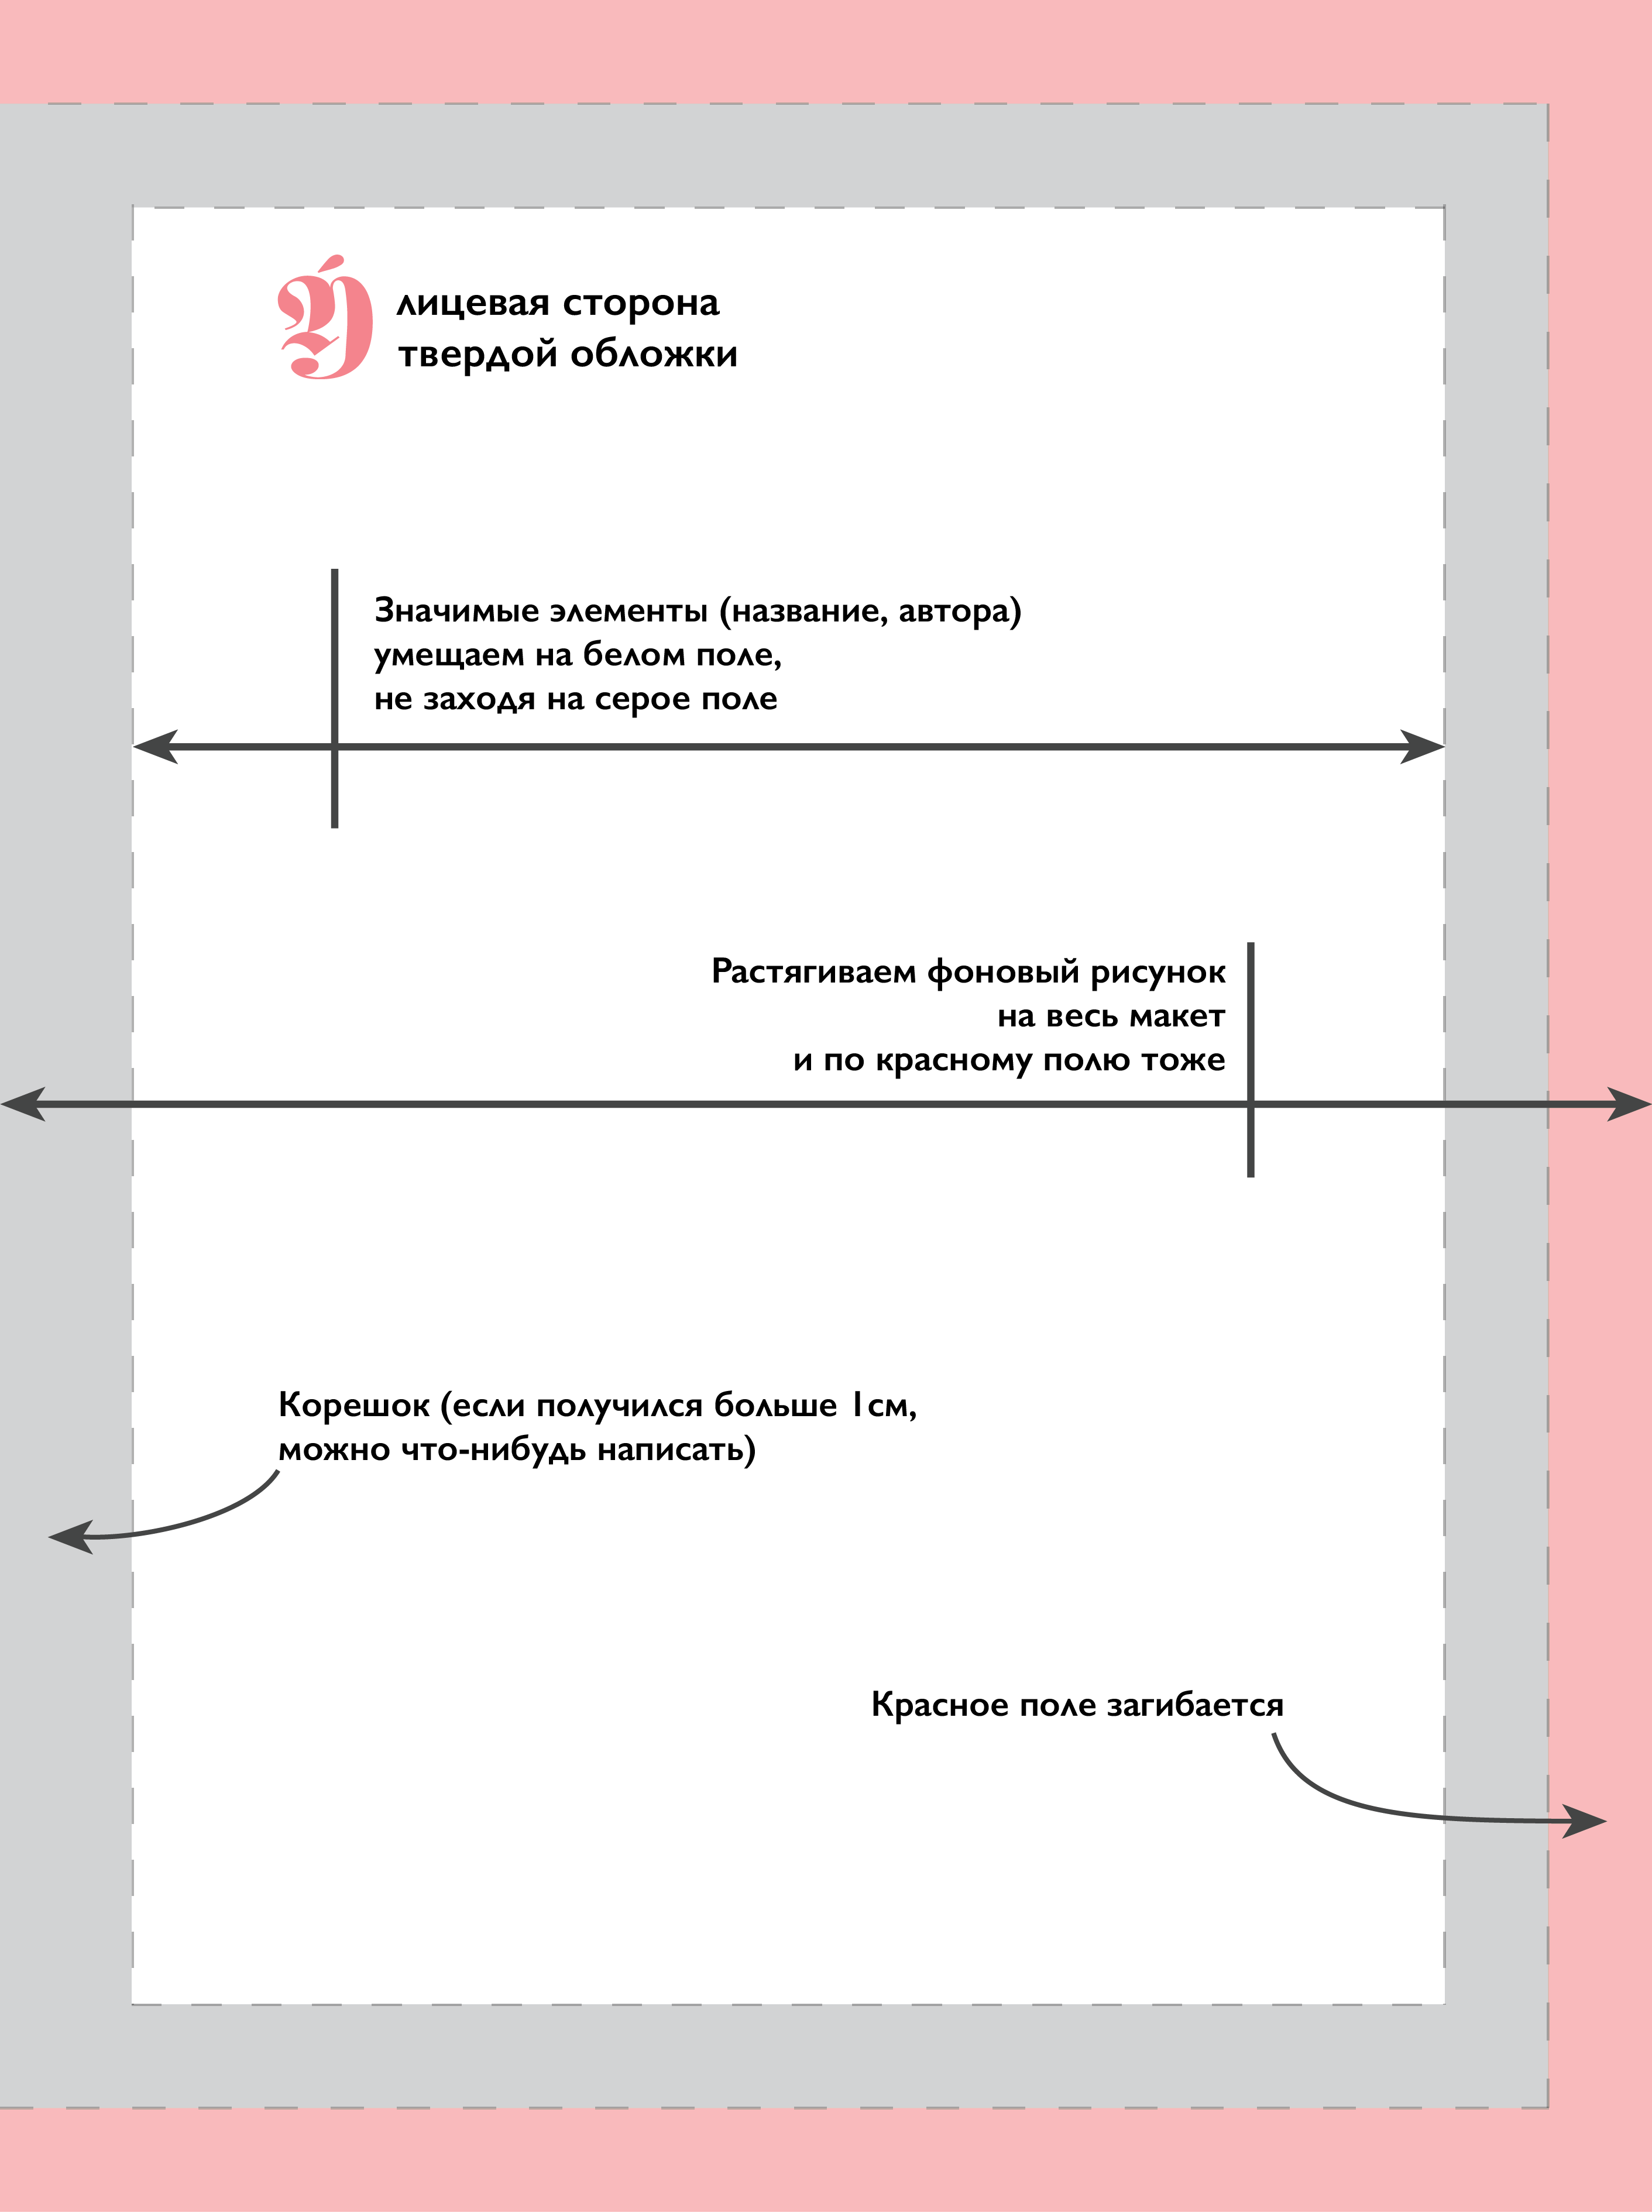 лицевая сторона
твердой обложки
Значимые элементы (название, автора)
умещаем на белом поле,
не заходя на серое поле
Растягиваем фоновый рисунок
на весь макет
и по красному полю тоже
Корешок (если получился больше 1см,
можно что-нибудь написать)
Красное поле загибается